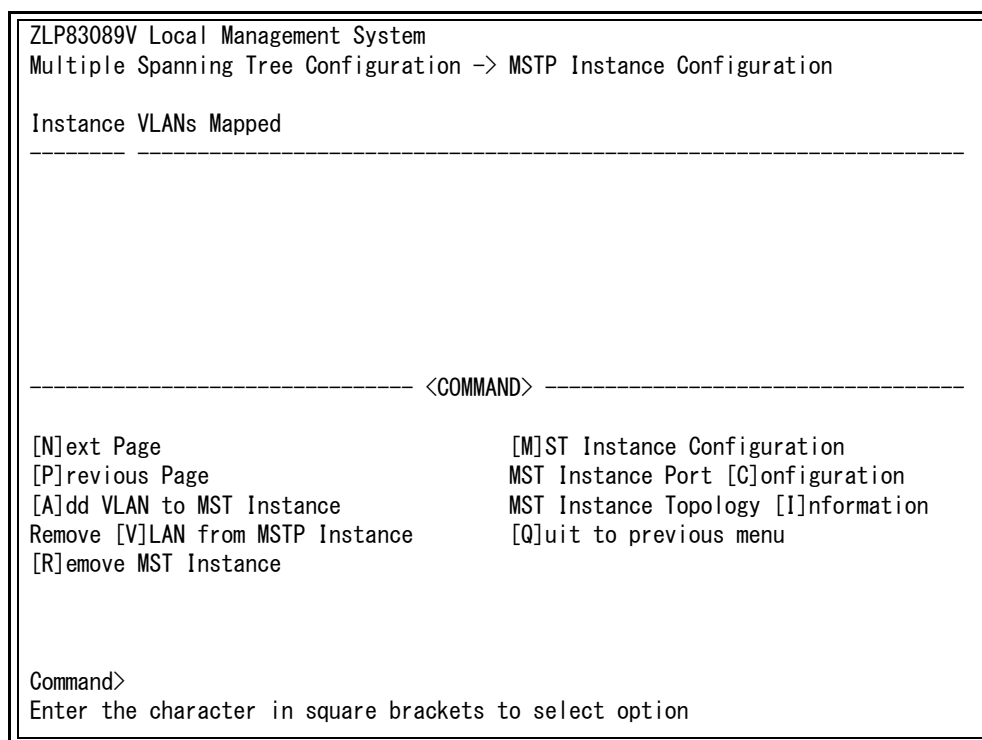 ZLP83089V Local Management System
Multiple Spanning Tree Configuration -> MSTP Instance Configuration
Instance VLANs Mapped
-------- ---------------------------------------------------------------------
-------------------------------- <COMMAND> -----------------------------------
[N]ext Page [M]ST Instance Configuration
[P]revious Page MST Instance Port [C]onfiguration
[A]dd VLAN to MST Instance MST Instance Topology [I]nformation
Remove [V]LAN from MSTP Instance [Q]uit to previous menu
[R]emove MST Instance
Command>
Enter the character in square brackets to select option